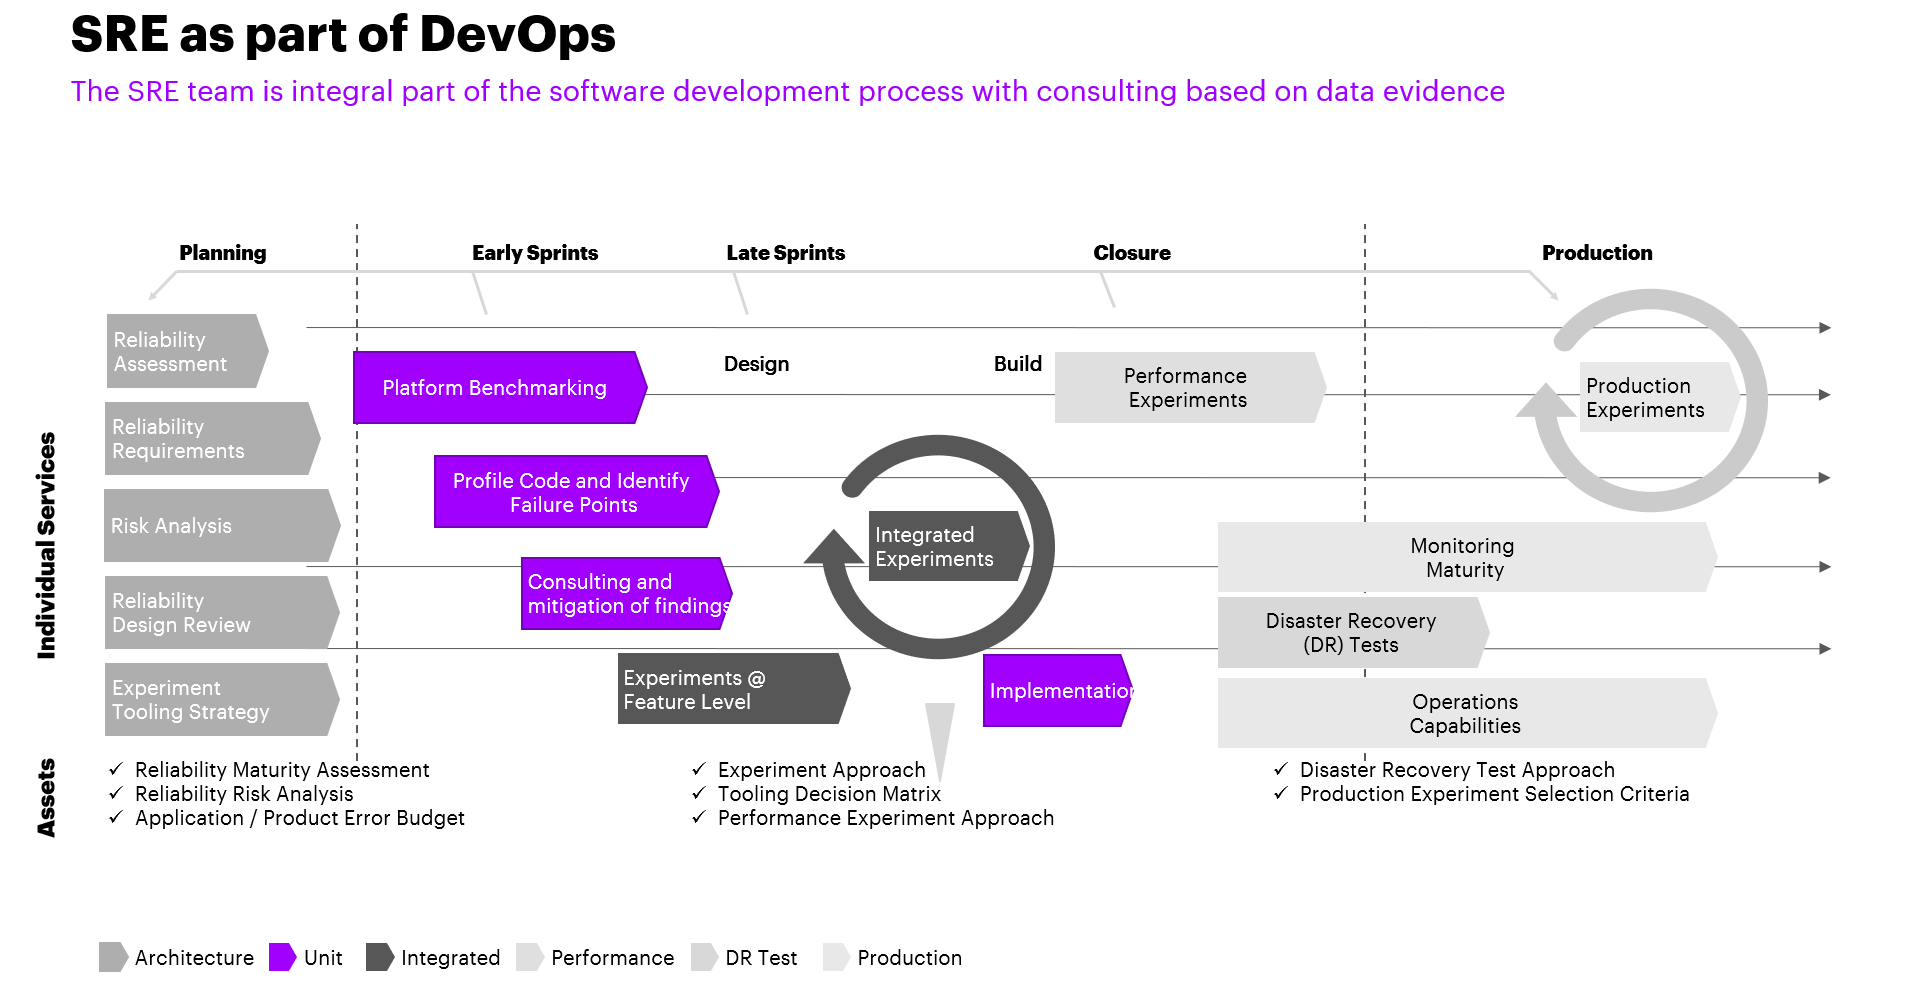 SRE as part of DevOps
The SRE team is integral part of the software development process with consulting based on data evidence
Planning
Early Sprints
Late Sprints
Closure
Production
Individual Services
Reliability
Assessment
Reliability
Requirements
Risk Analysis
Reliability
Design Review
Experiment
Tooling Strategy
Platform Benchmarking
Profile Code and Identify
Failure Points
Consulting and
mitigation of findings
Experiments @
Feature Level
Design
Build
Integrated
Experiments
Implementation
Performance
Experiments
Production
Experiments
Monitoring
Maturity
Disaster Recovery
(DR) Tests
Operations
Capabilities
Assets
✓ Reliability Maturity Assessment
✓ Reliability Risk Analysis
✓ Application / Product Error Budget
✓ Experiment Approach
✓ Tooling Decision Matrix
✓ Performance Experiment Approach
✓ Disaster Recovery Test Approach
✓ Production Experiment Selection Criteria
Architecture
Unit
Integrated
Performance
DR Test
Production